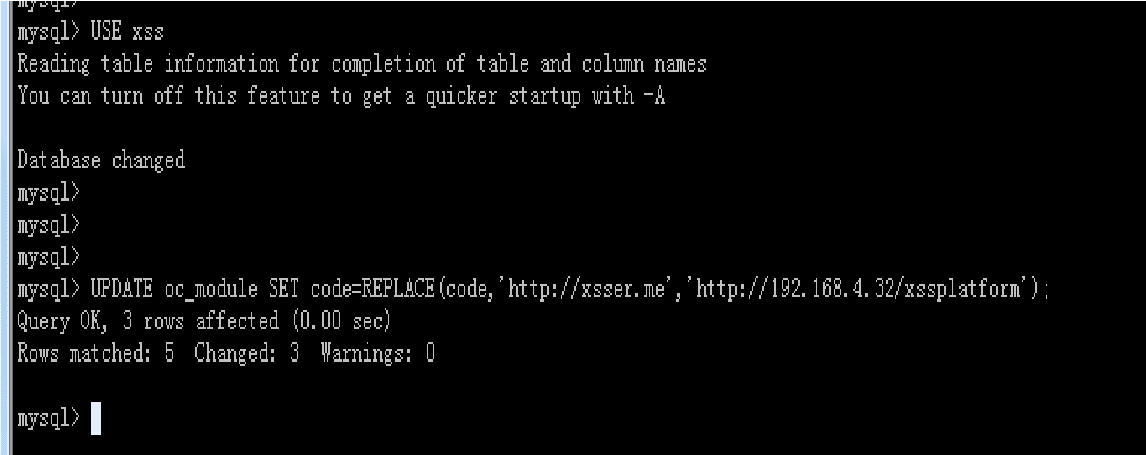 mysql>
mysql> USE xss
Reading table information for completion of table and column names
You can turn off this feature to get a quicker startup with -A
Database changed
mysql>
mysql>
mysql>
mysql> UPDATE oc_module SET code=REPLACE(code,'http://xsser.me','http://192.168.4.32/xssplatform');
Query OK, 3 rows affected (0.00 sec)
Rows matched: 5  Changed: 3  Warnings: 0
mysql>